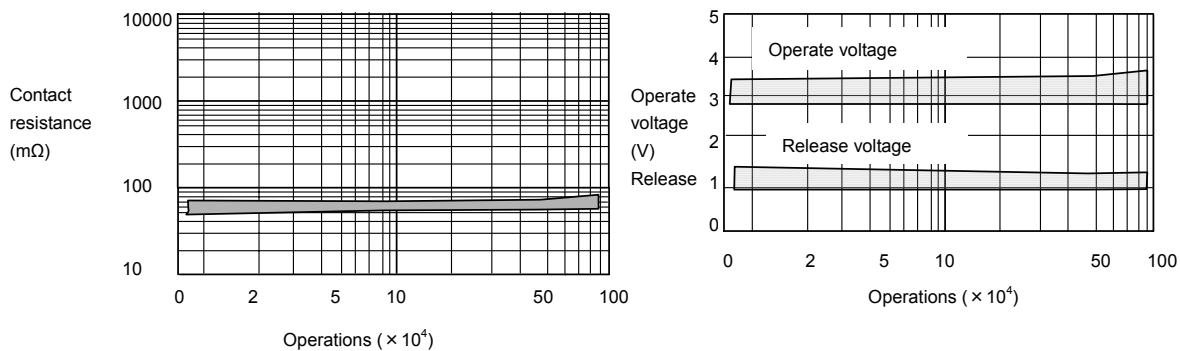 10000
1000
100
10
Contact
resistance
(mΩ)
0 2 5 10 50 100
Operations (×10⁴)
5
4
3
2
1
0
Operate
voltage
(V)
Release
Operate voltage
Release voltage
0 2 5 10 50 100
Operations (×10⁴)